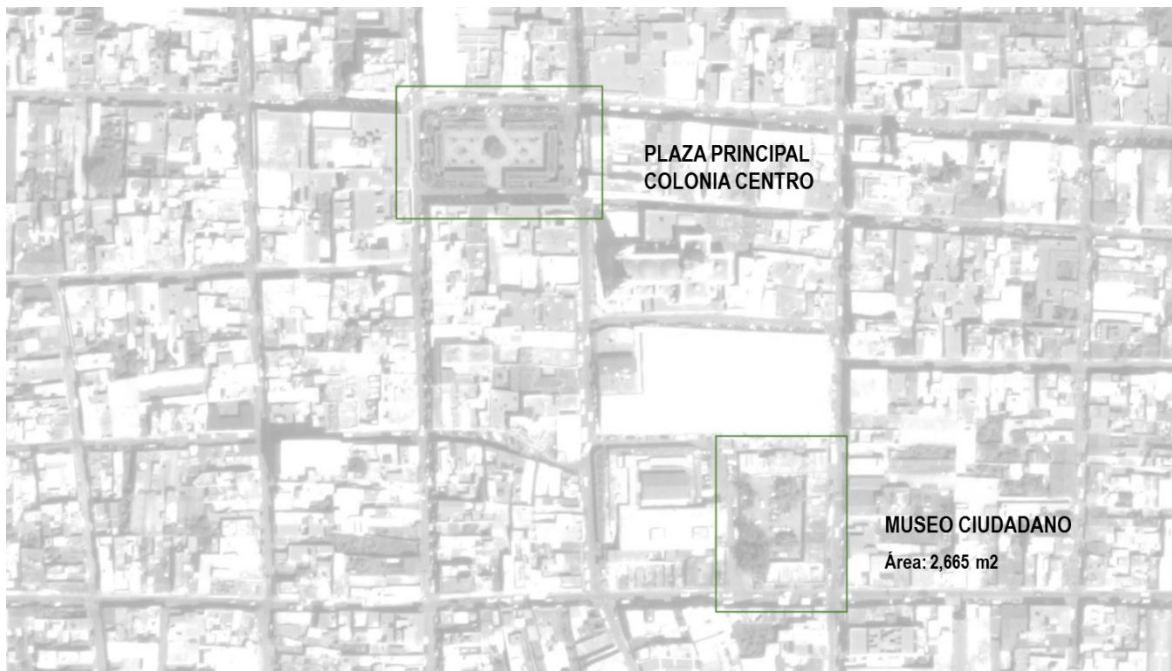 PLAZA PRINCIPAL
COLONIA CENTRO
MUSEO CIUDADANO
Área: 2,665 m2